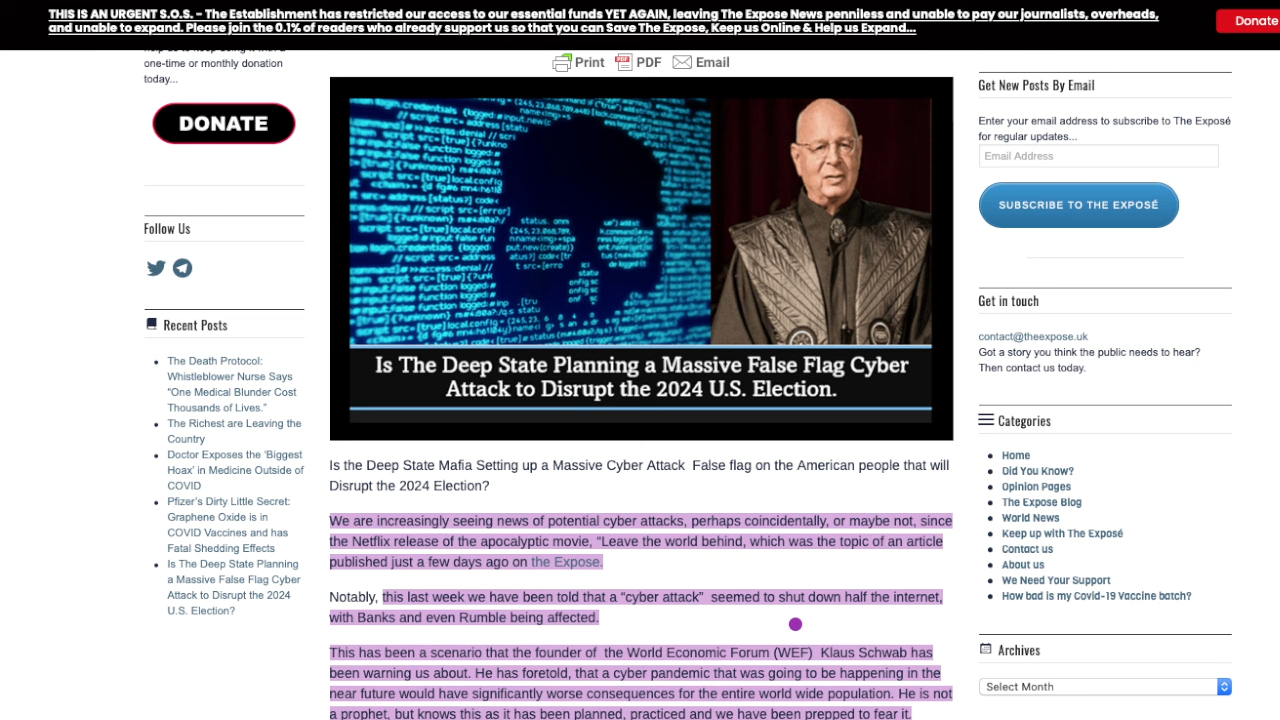 THIS IS AN URGENT S.O.S. - The Establishment has restricted our access to our essential funds YET AGAIN, leaving The Expose News penniless and unable to pay our journalists, overheads,
and unable to expand. Please join the 0.1% of readers who already support us so that you can Save The Expose, Keep us Online & Help us Expand...
Donate
one-time or monthly donation
today...
DONATE
Follow Us
Recent Posts
The Death Protocol:
Whistleblower Nurse Says
“One Medical Blunder Cost
Thousands of Lives.”
The Richest are Leaving the
Country
Doctor Exposes the ‘Biggest
Hoax’ in Medicine Outside of
COVID
Pfizer’s Dirty Little Secret:
Graphene Oxide is in
COVID Vaccines and has
Fatal Shedding Effects
Is The Deep State Planning
a Massive False Flag Cyber
Attack to Disrupt the 2024
U.S. Election?
Print PDF Email
Is The Deep State Planning a Massive False Flag Cyber
Attack to Disrupt the 2024 U.S. Election.
Is the Deep State Mafia Setting up a Massive Cyber Attack  False flag on the American people that will
Disrupt the 2024 Election?
We are increasingly seeing news of potential cyber attacks, perhaps coincidentally, or maybe not, since
the Netflix release of the apocalyptic movie, “Leave the world behind, which was the topic of an article
published just a few days ago on the Expose.
Notably, this last week we have been told that a “cyber attack”  seemed to shut down half the internet,
with Banks and even Rumble being affected.
This has been a scenario that the founder of  the World Economic Forum (WEF)  Klaus Schwab has
been warning us about. He has foretold, that a cyber pandemic that was going to be happening in the
near future would have significantly worse consequences for the entire world wide population. He is not
a prophet, but knows this as it has been planned, practiced and we have been prepped to fear it.
Get New Posts By Email
Enter your email address to subscribe to The Exposé
for regular updates...
Email Address
SUBSCRIBE TO THE EXPOSÉ
Get in touch
contact@theexpose.uk
Got a story you think the public needs to hear?
Then contact us today.
Categories
Home
Did You Know?
Opinion Pages
The Expose Blog
World News
Keep up with The Exposé
Contact us
About us
We Need Your Support
How bad is my Covid-19 Vaccine batch?
Archives
Select Month